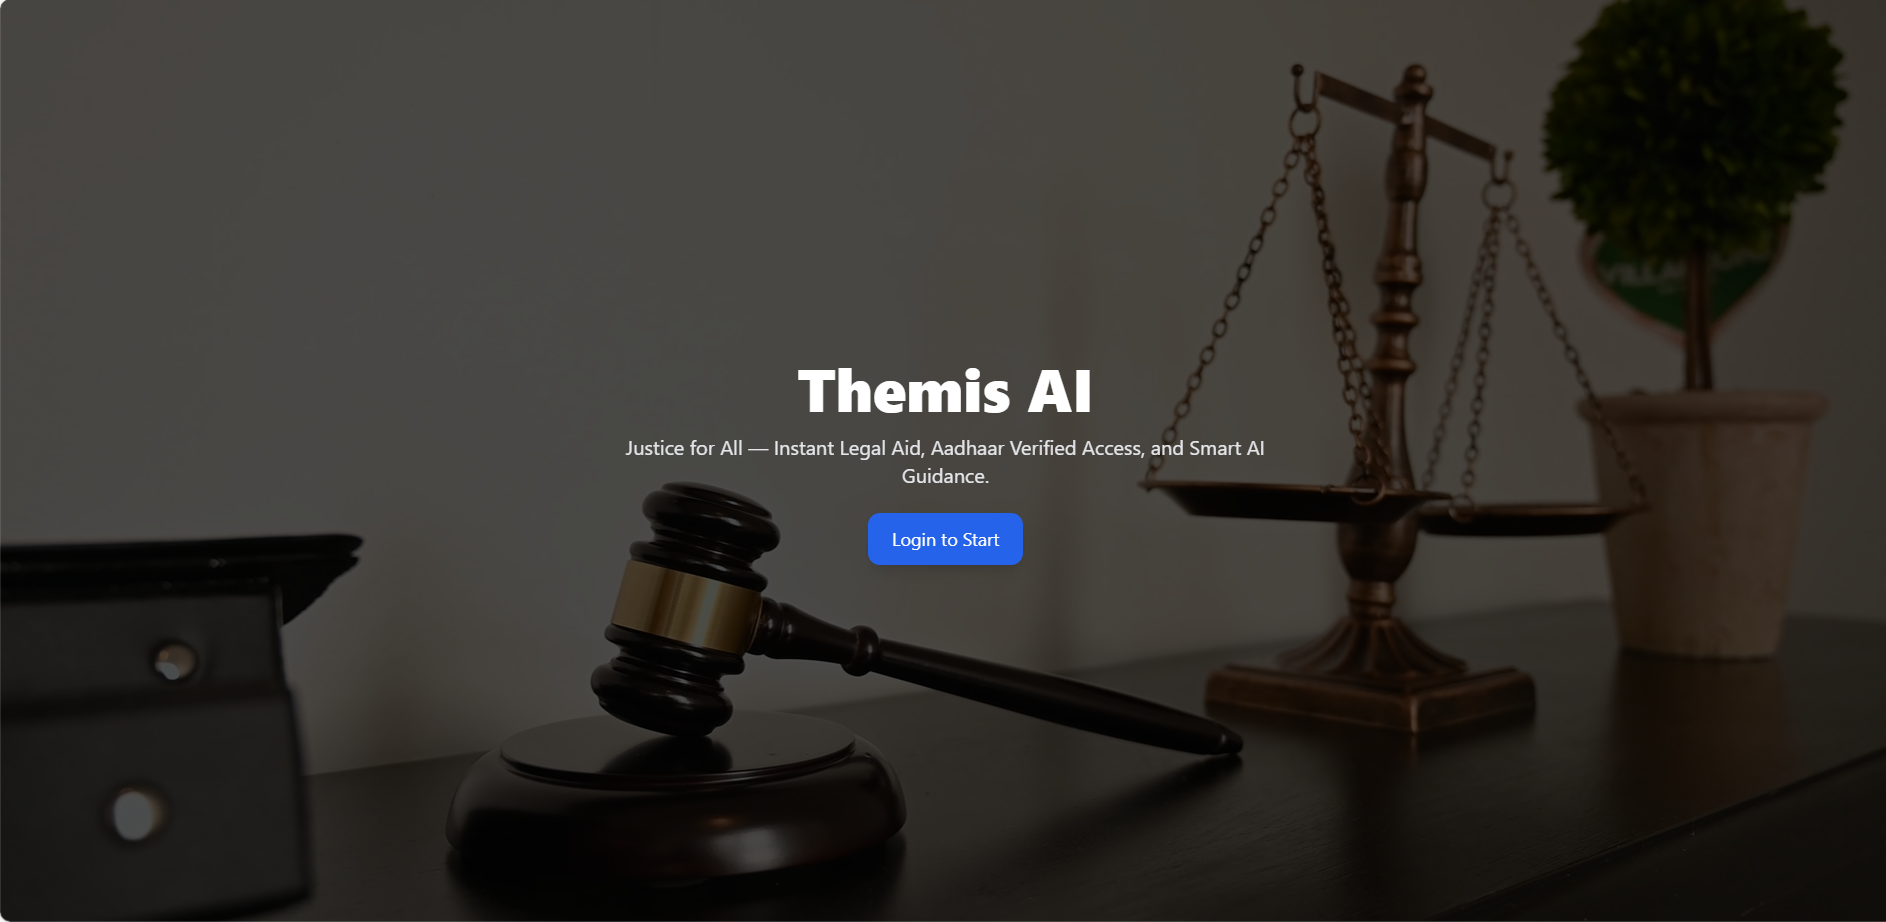 Themis AI
Justice for All — Instant Legal Aid, Aadhaar Verified Access, and Smart AI
Guidance.
Login to Start